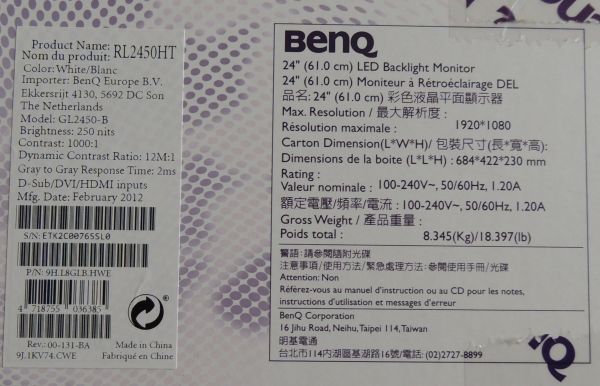 Product Name:
Nom du produit: RL2450HT
Color: White/Blanc
Importer: BenQ Europe B.V.
Ekkersrijt 4130, 5692 DC Son
The Netherlands
Model: GL2450-B
Brightness: 250 nits
Contrast: 1000:1
Dynamic Contrast Ratio: 12M:1
Gray to Gray Response Time: 2ms
D-Sub/DVI/HDMI inputs
Mfg. Date: February 2012
S/N: ETK2C00765SL0
P/N: 9H.L8GLB.HWE
4 718755 036385
Rev.: 00-131-BA
9J.1KV74.CWE
Made in China
Fabriqué en Chine
BenQ
24" (61.0 cm) LED Backlight Monitor
24" (61.0 cm) Moniteur à Rétroéclairage DEL
品名: 24" (61.0 cm) 彩色液晶平面顯示器
Max. Resolution / 最大解析度 :
Résolution maximale : 1920*1080
Carton Dimension(L*W*H)/ 包裝尺寸(長*寬*高):
Dimensions de la boite (L*L*H) : 684*422*230 mm
Rating :
Valeur nominale : 100-240V~, 50/60Hz, 1.20A
額定電壓/頻率/電流 : 100-240V~, 50/60Hz, 1.20A
Gross Weight / 產品重量 :
Poids total : 8.345(Kg)/18.397(lb)
警語: 請參閱隨附光碟
注意事項/使用方法/緊急處理方法: 參閱使用手冊/光碟
Attention: Non
Référez-vous au manuel d'instruction ou au CD pour les notes,
instructions d'utilisation et messages d'erreur
BenQ Corporation
16 Jihu Road, Neihu, Taipei 114, Taiwan
明基電通
台北市114內湖區基湖路16號/電話: (02)2727-8899